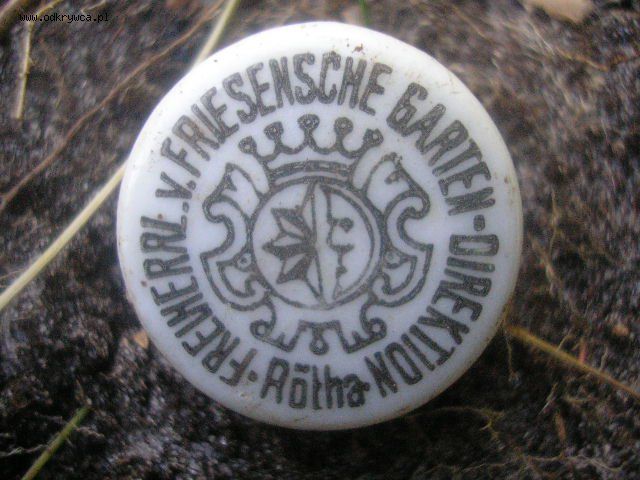 www.odkrywca.pl
FREIHERRL. v. FRIESENSCHE GARTEN-DIREKTION
· Rötha ·